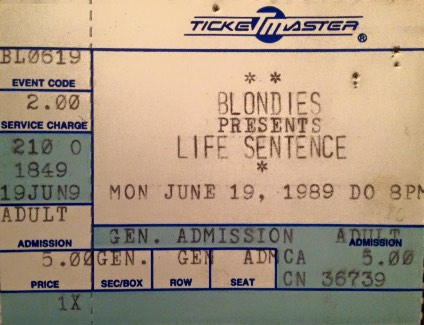 TICKETMASTER®
BL0619
EVENT CODE
2.00
SERVICE CHARGE
210 0
1849
19JUN9
ADULT
ADMISSION
5.00
PRICE
1X
**
BLONDIES
PRESENTS
LIFE SENTENCE
*
MON JUNE 19, 1989 DO 8PM
GEN. ADMISSION ADULT
ADMISSION
GEN. GEN ADM CA 5.00
SEC/BOX ROW SEAT CN 36739